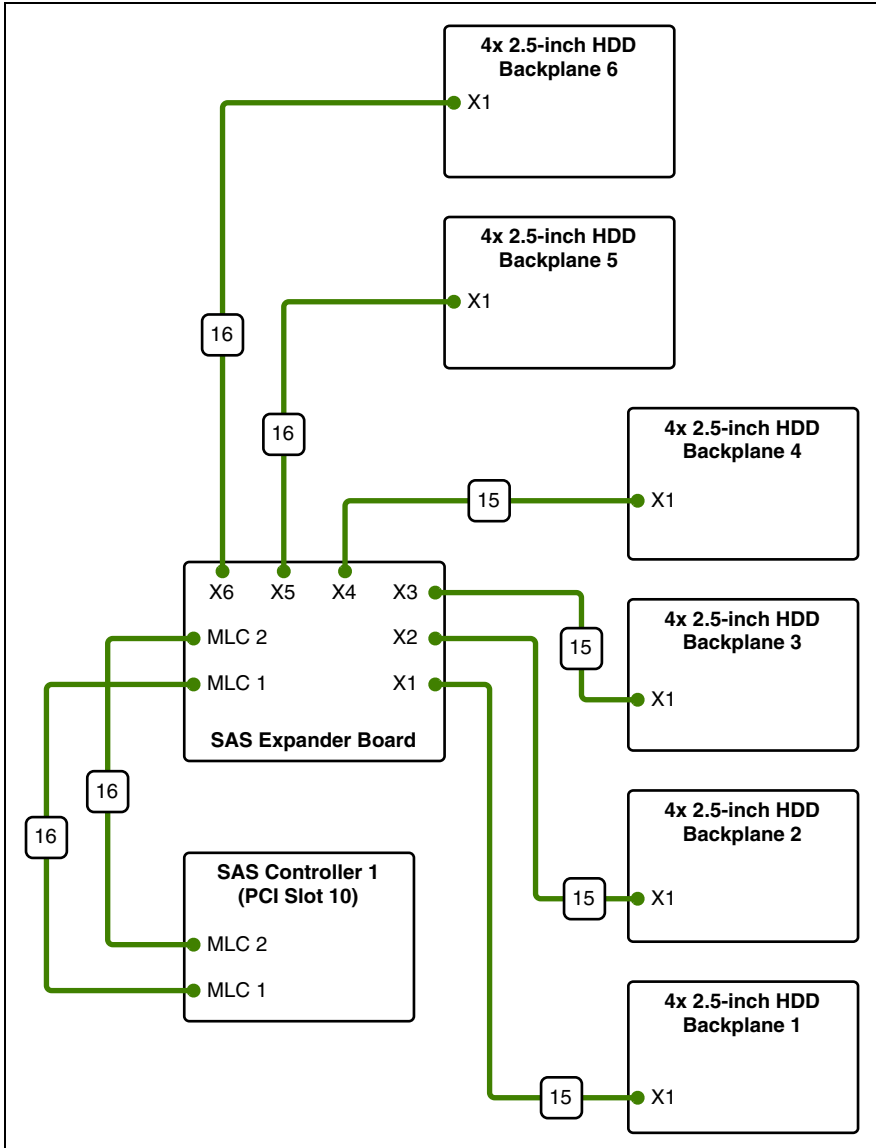 4x 2.5-inch HDD
Backplane 6
X1
4x 2.5-inch HDD
Backplane 5
X1
16
16
4x 2.5-inch HDD
Backplane 4
15
X1
X6 X5 X4 X3
MLC 2 X2
MLC 1 X1
SAS Expander Board
4x 2.5-inch HDD
Backplane 3
15
X1
16
16
4x 2.5-inch HDD
Backplane 2
15
X1
SAS Controller 1
(PCI Slot 10)
MLC 2
MLC 1
4x 2.5-inch HDD
Backplane 1
15
X1